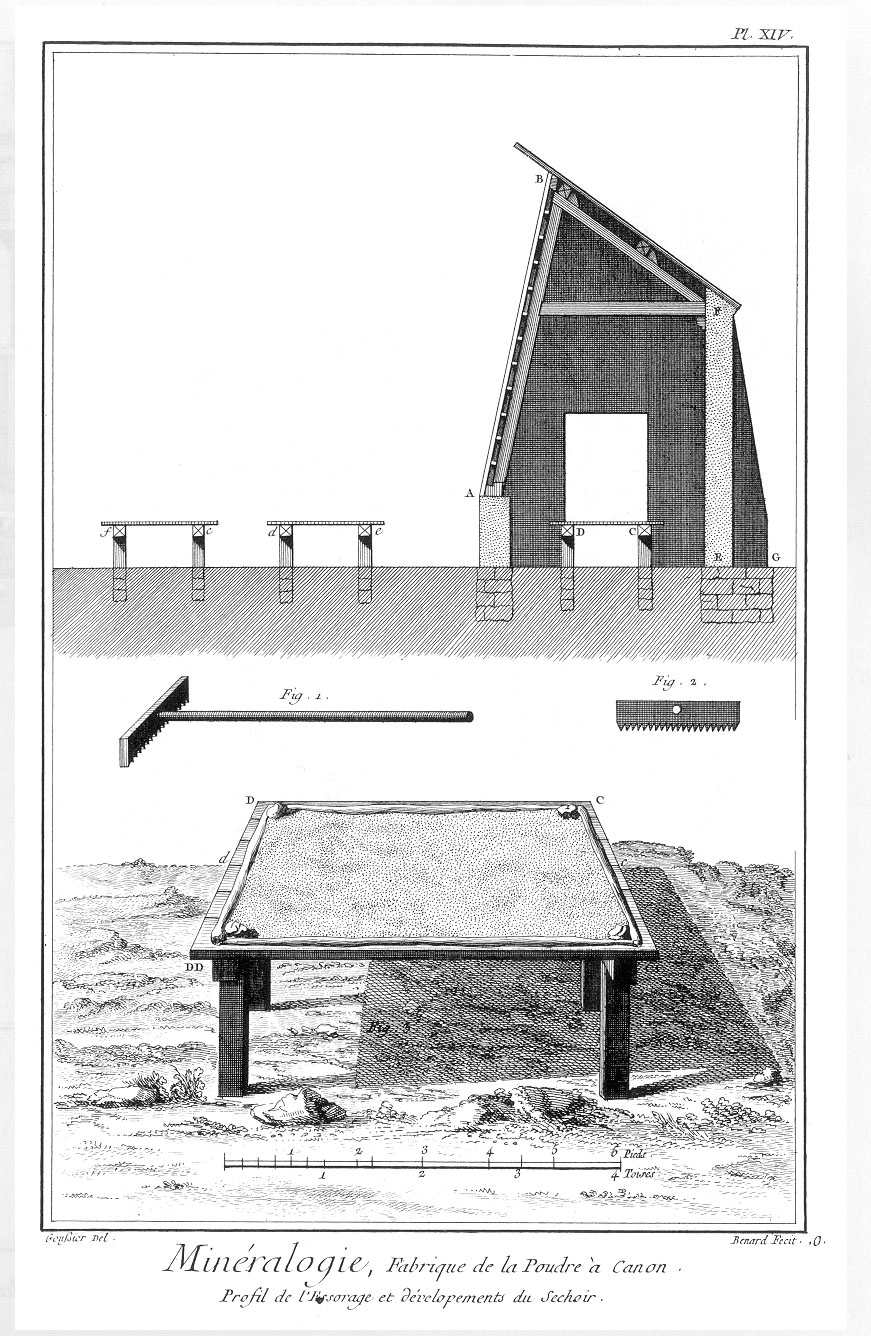 Pl. XIV.
B
F
A
f c d e D C E G
Fig. 1.
Fig. 2.
D C
d c
DD
Fig. 3
1 2 3 4 5 6 Pieds
1 2 3 4 Toises
Goussier Del.
Benard Fecit.
Minéralogie, Fabrique de la Poudre à Canon.
Profil de l'Essorage et dévelopements du Sechoir.